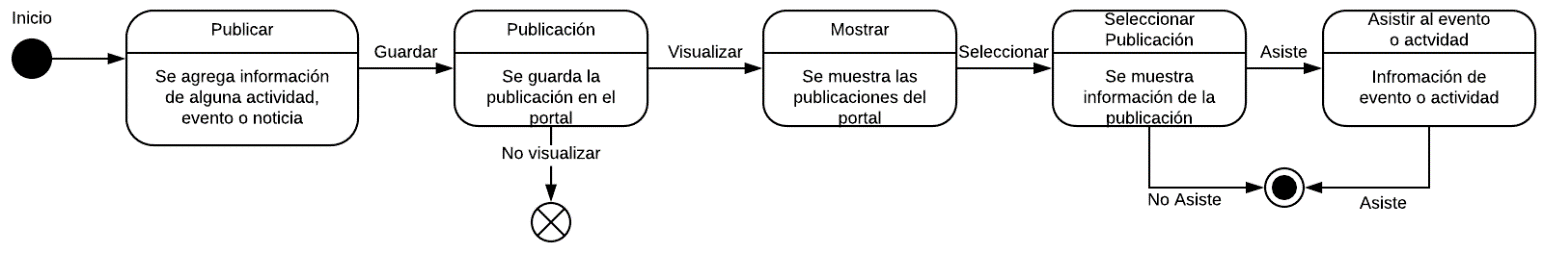 Inicio
Publicar
Se agrega información
de alguna actividad,
evento o noticia
Guardar
Publicación
Se guarda la
publicación en el
portal
No visualizar
Visualizar
Mostrar
Se muestra las
publicaciones del
portal
Seleccionar
Seleccionar
Publicación
Se muestra
información de la
publicación
No Asiste
Asiste
Asistir al evento
o actvidad
Infromación de
evento o actividad
Asiste